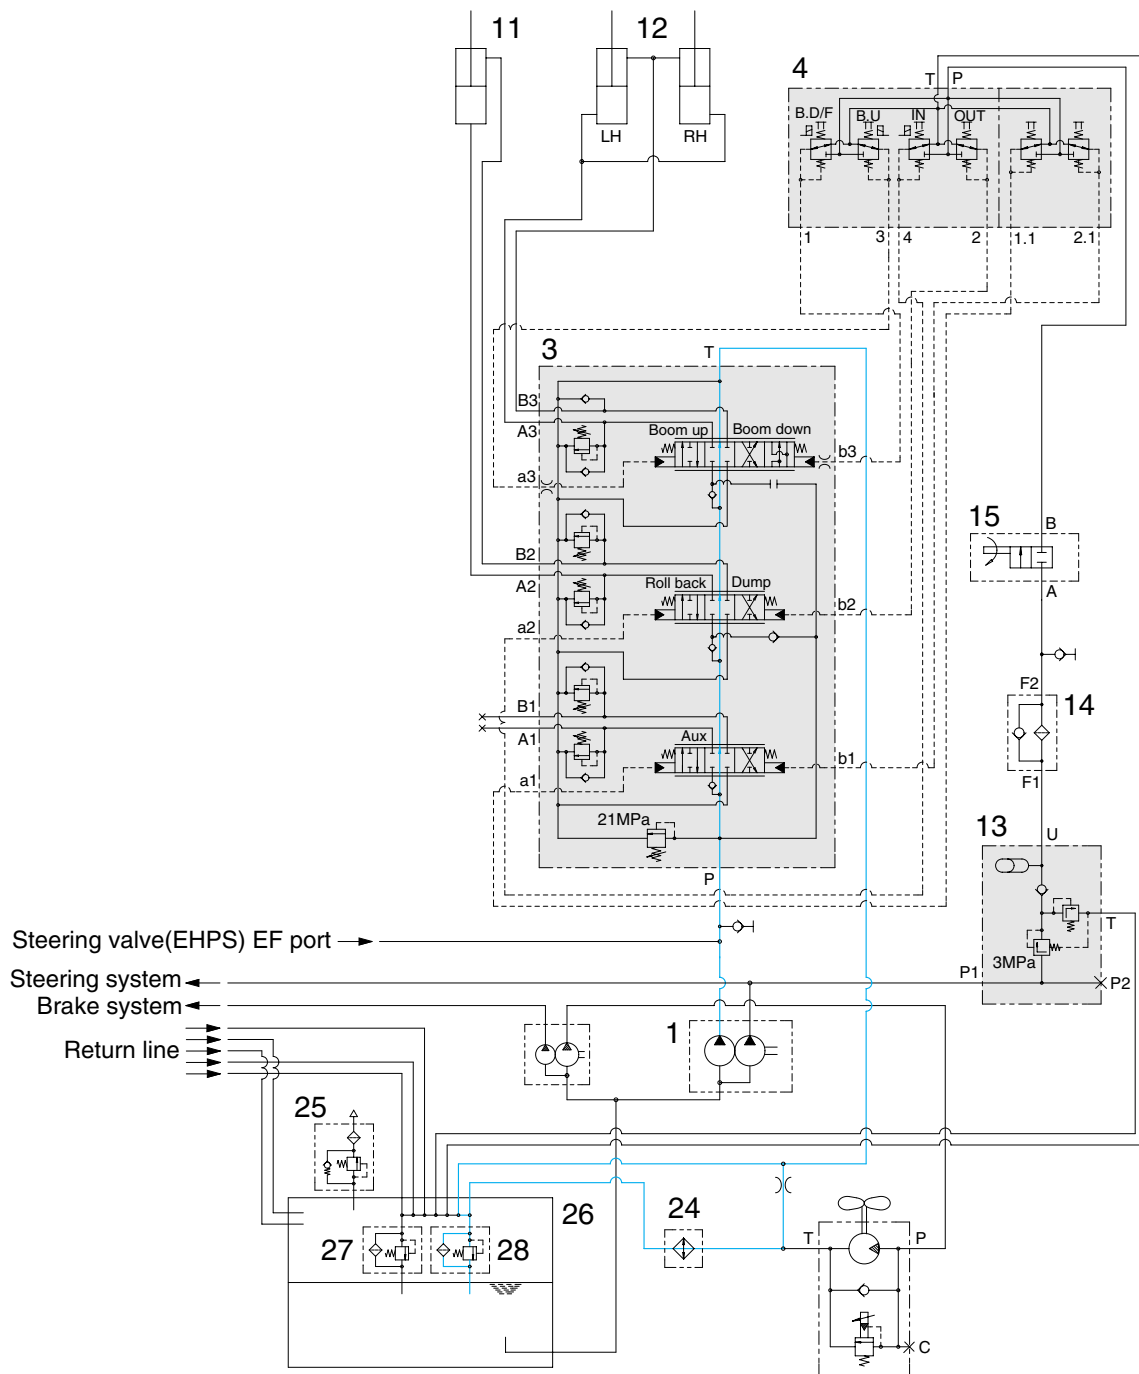 11
12
4
T
P
B.D/F
B.U
IN
OUT
LH
RH
1
3
4
2
1.1
2.1
3
T
B3
A3
Boom up
Boom down
a3
b3
15
B
A
B2
A2
Roll back
Dump
a2
b2
F2
14
F1
B1
A1
Aux
a1
b1
21MPa
13
U
P
T
3MPa
P1
P2
Steering valve(EHPS) EF port
Steering system
Brake system
Return line
1
25
26
24
27
28
T
P
C